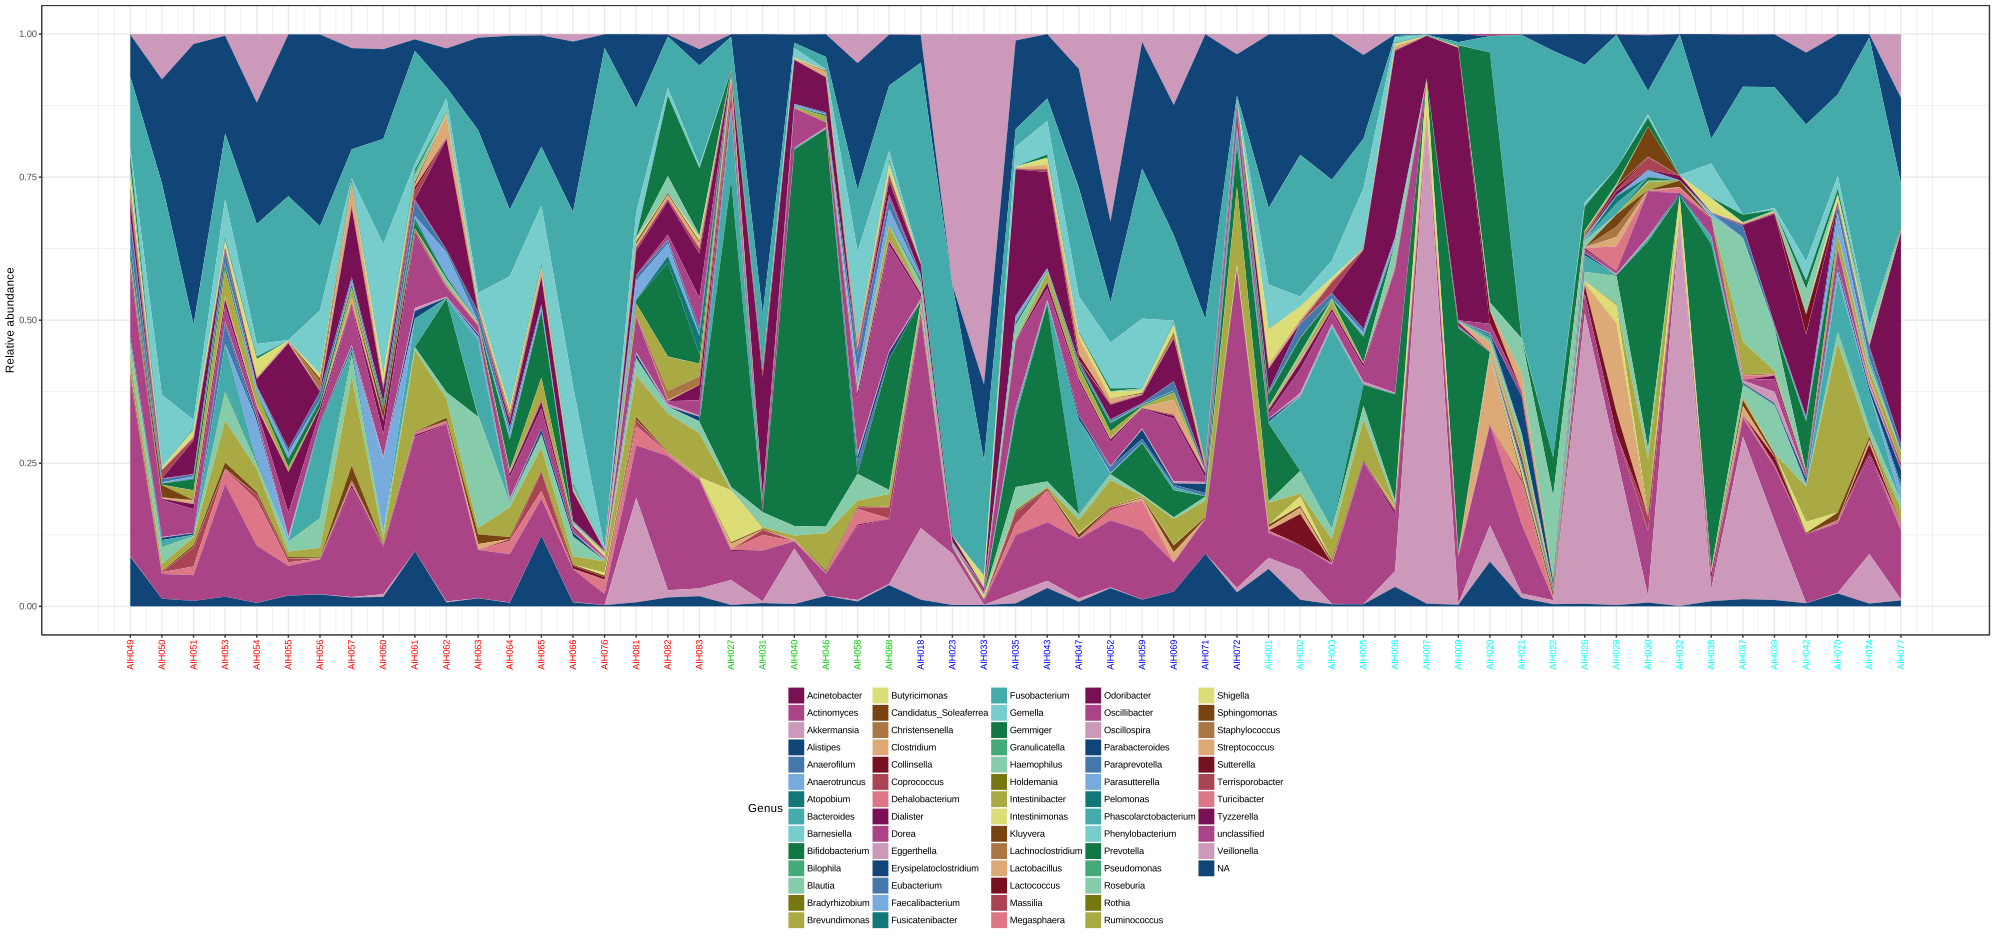 1.00
0.75
0.50
0.25
0.00
Relative abundance
AIH049 AIH050 AIH051 AIH053 AIH054 AIH055 AIH056 AIH057 AIH060 AIH061 AIH062 AIH063 AIH064 AIH065 AIH066 AIH076 AIH081 AIH082 AIH083 AIH027 AIH031 AIH040 AIH046 AIH058 AIH068 AIH018 AIH023 AIH033 AIH035 AIH043 AIH047 AIH052 AIH059 AIH069 AIH071 AIH072 AIH001 AIH002 AIH003 AIH005 AIH006 AIH007 AIH009 AIH020 AIH021 AIH022 AIH026 AIH029 AIH030 AIH032 AIH036 AIH037 AIH039 AIH042 AIH070 AIH074 AIH077
Genus
Acinetobacter
Actinomyces
Akkermansia
Alistipes
Anaerofilum
Anaerotruncus
Atopobium
Bacteroides
Barnesiella
Bifidobacterium
Bilophila
Blautia
Bradyrhizobium
Brevundimonas
Butyricimonas
Candidatus_Soleaferrea
Christensenella
Clostridium
Collinsella
Coprococcus
Dehalobacterium
Dialister
Dorea
Eggerthella
Erysipelatoclostridium
Eubacterium
Faecalibacterium
Fusicatenibacter
Fusobacterium
Gemella
Gemmiger
Granulicatella
Haemophilus
Holdemania
Intestinibacter
Intestinimonas
Kluyvera
Lachnoclostridium
Lactobacillus
Lactococcus
Massilia
Megasphaera
Odoribacter
Oscillibacter
Oscillospira
Parabacteroides
Paraprevotella
Parasutterella
Pelomonas
Phascolarctobacterium
Phenylobacterium
Prevotella
Pseudomonas
Roseburia
Rothia
Ruminococcus
Shigella
Sphingomonas
Staphylococcus
Streptococcus
Sutterella
Terrisporobacter
Turicibacter
Tyzzerella
unclassified
Veillonella
NA